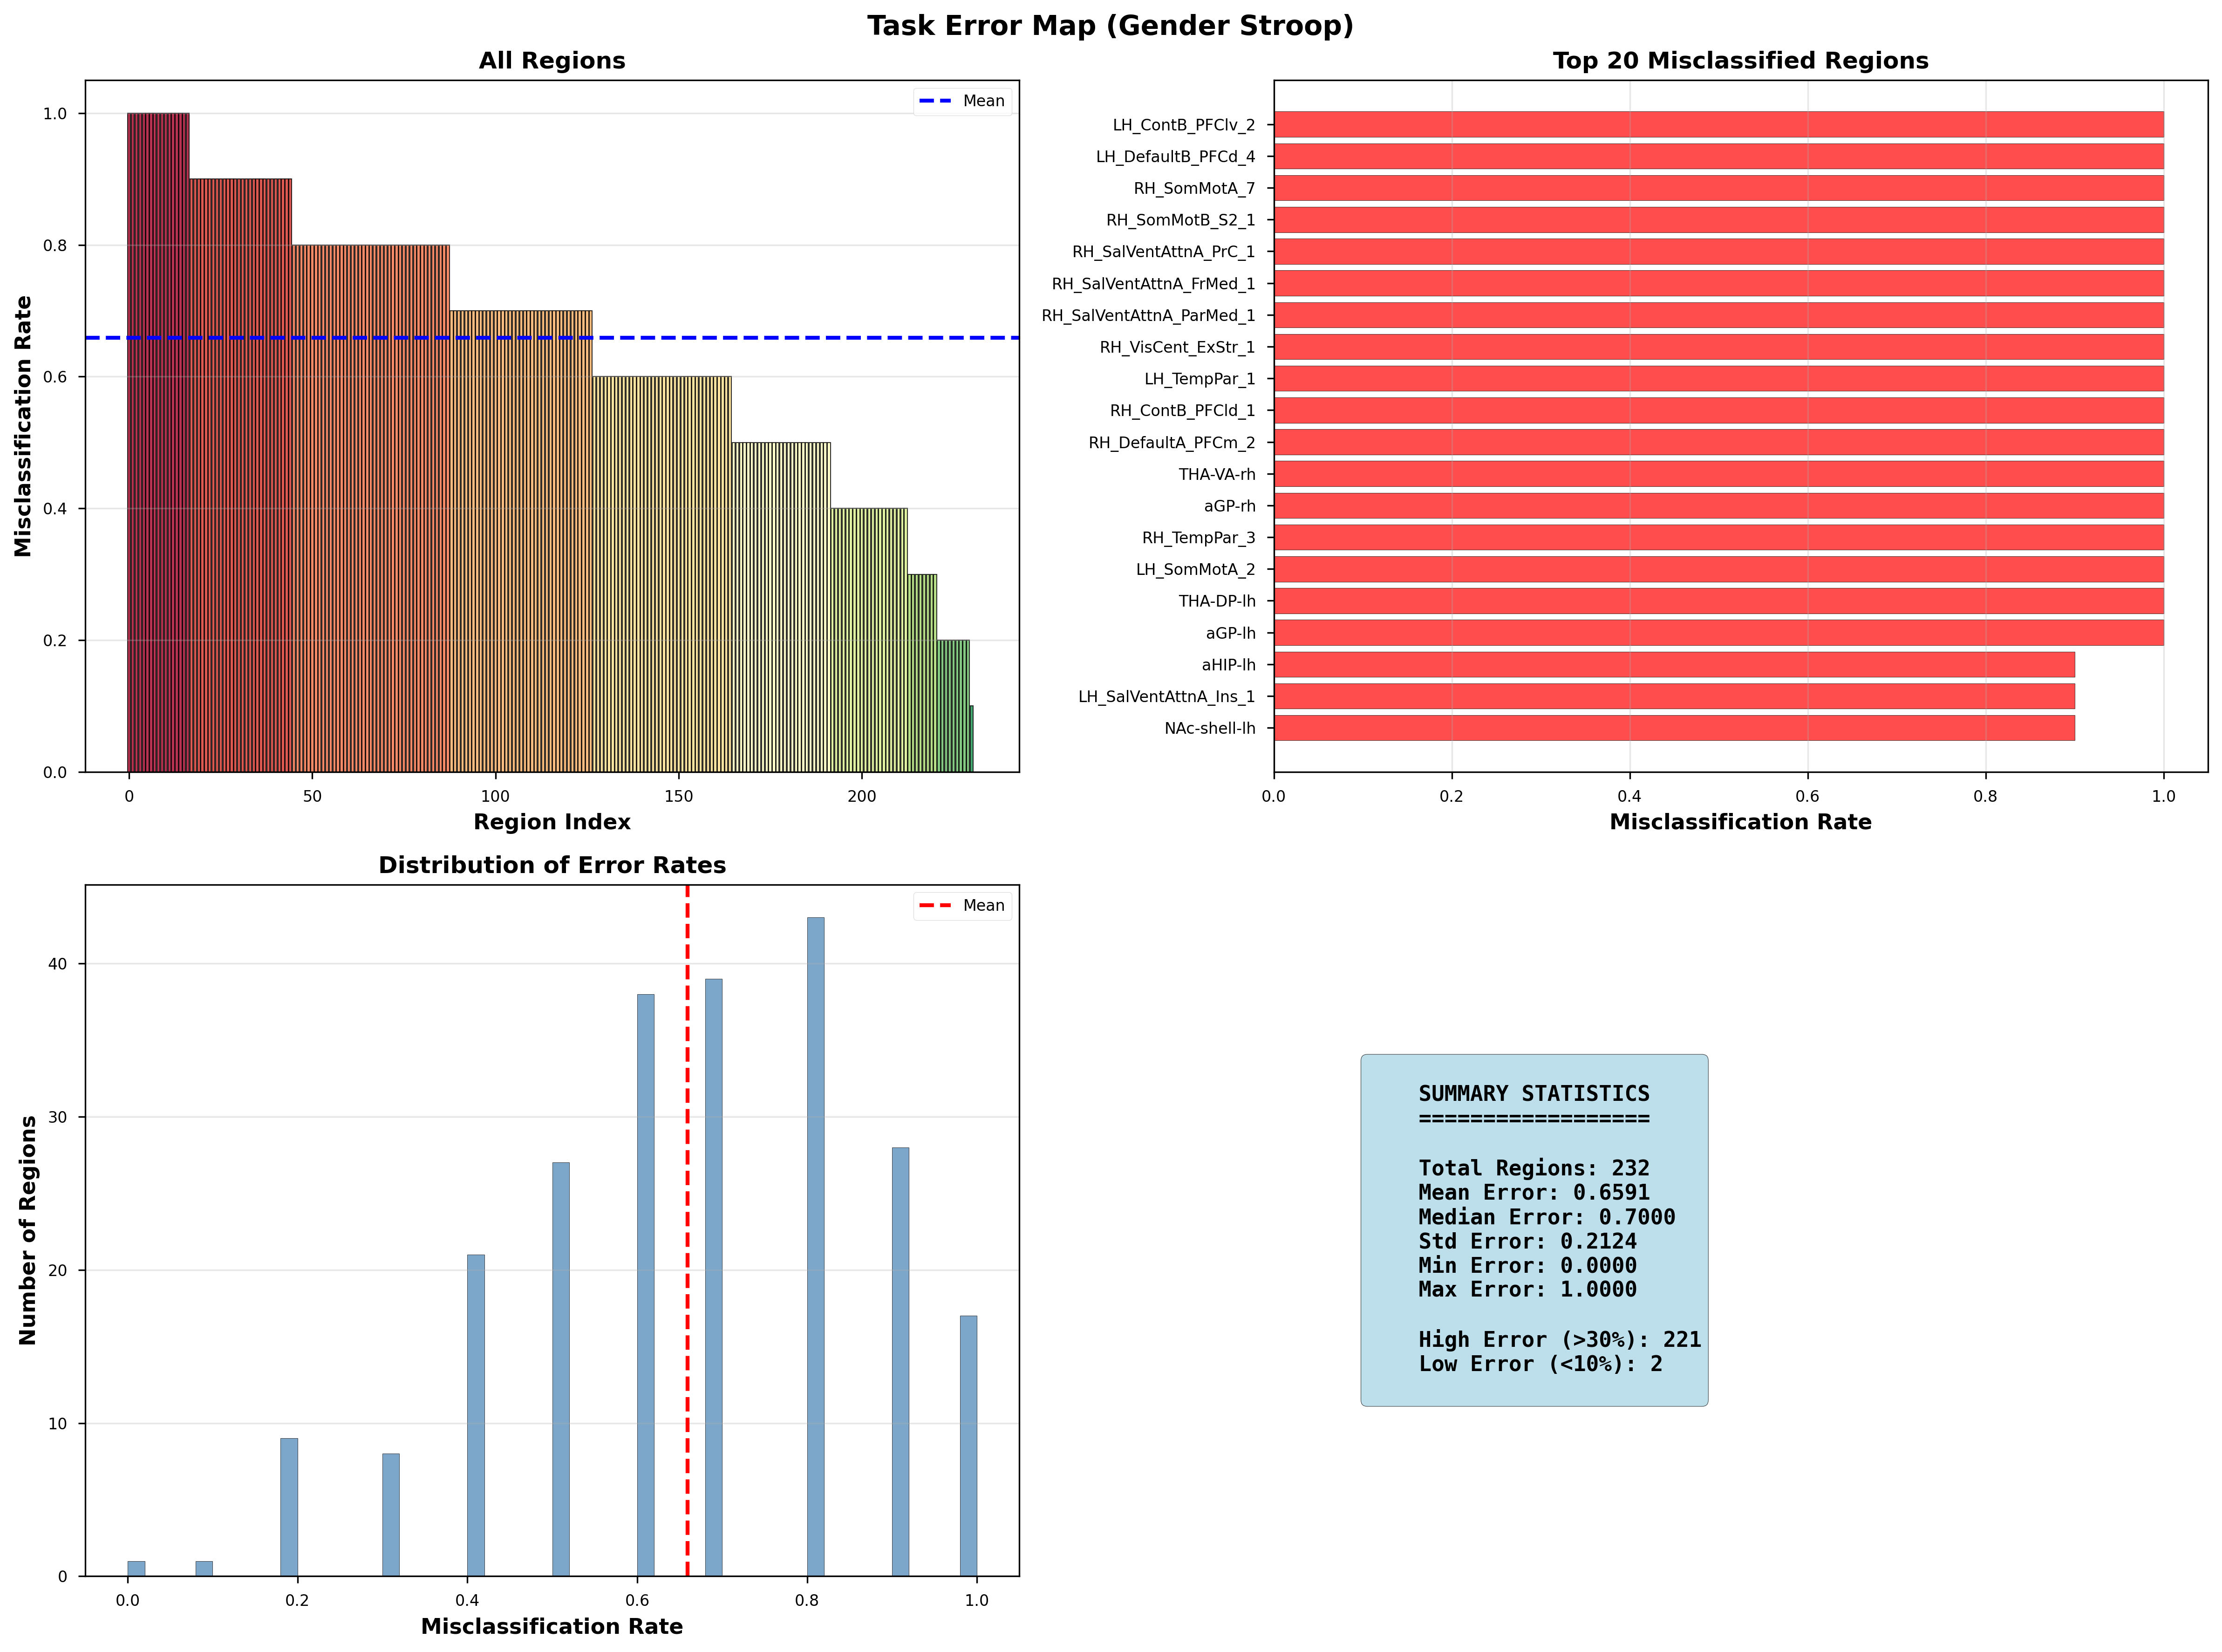 Task Error Map (Gender Stroop)
All Regions
Mean
1.0
0.8
0.6
0.4
0.2
0.0
Misclassification Rate
0
50
100
150
200
Region Index
Top 20 Misclassified Regions
LH_ContB_PFClv_2
LH_DefaultB_PFCd_4
RH_SomMotA_7
RH_SomMotB_S2_1
RH_SalVentAttnA_PrC_1
RH_SalVentAttnA_FrMed_1
RH_SalVentAttnA_ParMed_1
RH_VisCent_ExStr_1
LH_TempPar_1
RH_ContB_PFCld_1
RH_DefaultA_PFCm_2
THA-VA-rh
aGP-rh
RH_TempPar_3
LH_SomMotA_2
THA-DP-lh
aGP-lh
aHIP-lh
LH_SalVentAttnA_Ins_1
NAc-shell-lh
0.0
0.2
0.4
0.6
0.8
1.0
Misclassification Rate
Distribution of Error Rates
Mean
40
30
20
10
0
Number of Regions
0.0
0.2
0.4
0.6
0.8
1.0
Misclassification Rate
SUMMARY STATISTICS
==================
Total Regions: 232
Mean Error: 0.6591
Median Error: 0.7000
Std Error: 0.2124
Min Error: 0.0000
Max Error: 1.0000
High Error (>30%): 221
Low Error (<10%): 2